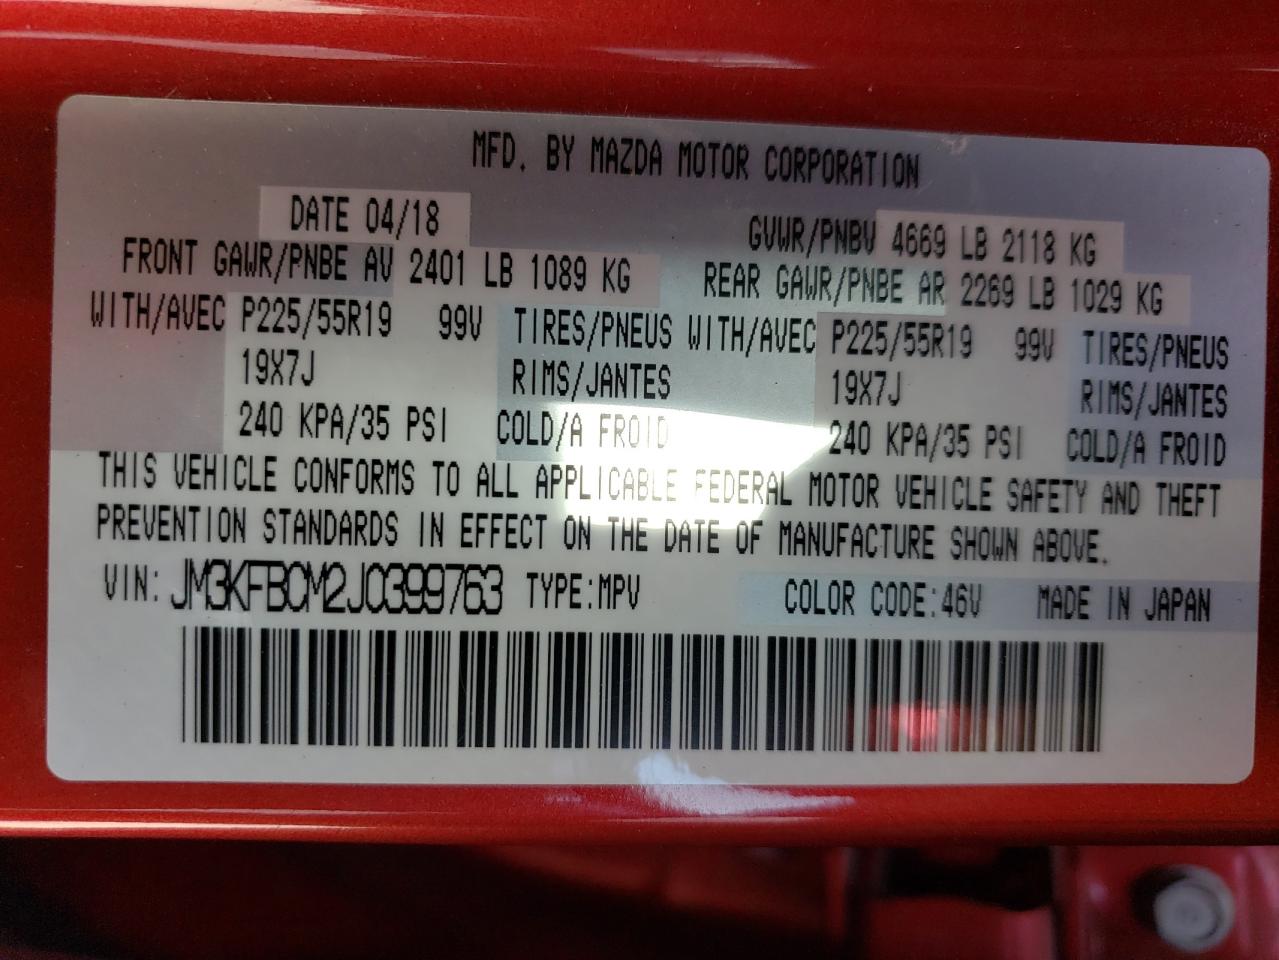 MFD. BY MAZDA MOTOR CORPORATION
DATE 04/18 GVWR/PNBV 4669 LB 2118 KG
FRONT GAWR/PNBE AV 2401 LB 1089 KG REAR GAWR/PNBE AR 2269 LB 1029 KG
WITH/AVEC P225/55R19 99V TIRES/PNEUS WITH/AVEC P225/55R19 99V TIRES/PNEUS
19X7J RIMS/JANTES 19X7J RIMS/JANTES
240 KPA/35 PSI COLD/A FROID 240 KPA/35 PSI COLD/A FROID
THIS VEHICLE CONFORMS TO ALL APPLICABLE FEDERAL MOTOR VEHICLE SAFETY AND THEFT
PREVENTION STANDARDS IN EFFECT ON THE DATE OF MANUFACTURE SHOWN ABOVE.
VIN: JM3KFBCM2J0399763 TYPE:MPV COLOR CODE:46V MADE IN JAPAN